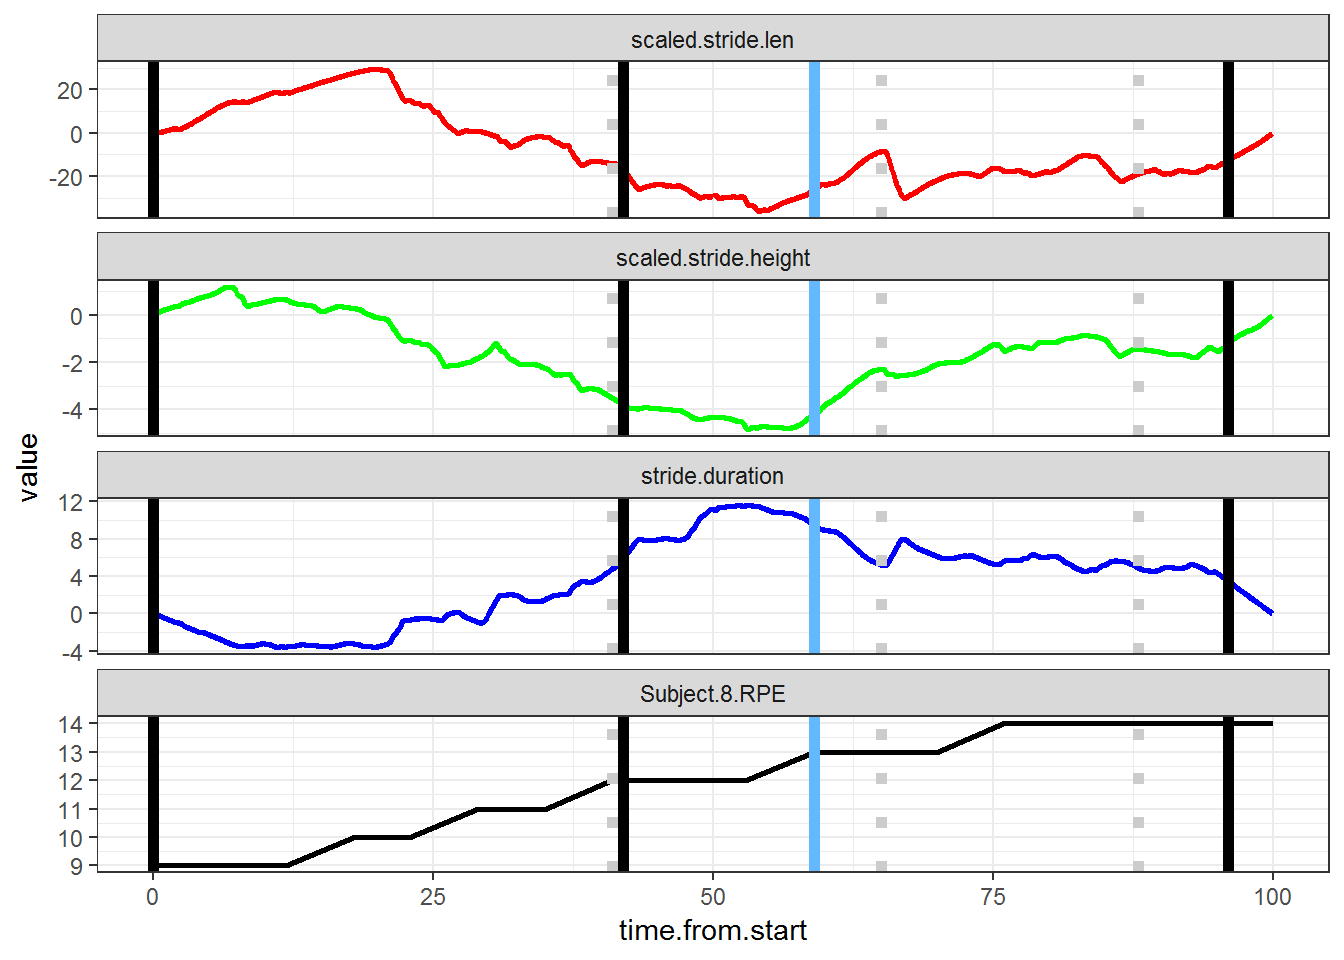 scaled.stride.len
20
0
-20
scaled.stride.height
0
-2
-4
value
stride.duration
12
8
4
0
-4
Subject.8.RPE
14
13
12
11
10
9
0 25 50 75 100
time.from.start